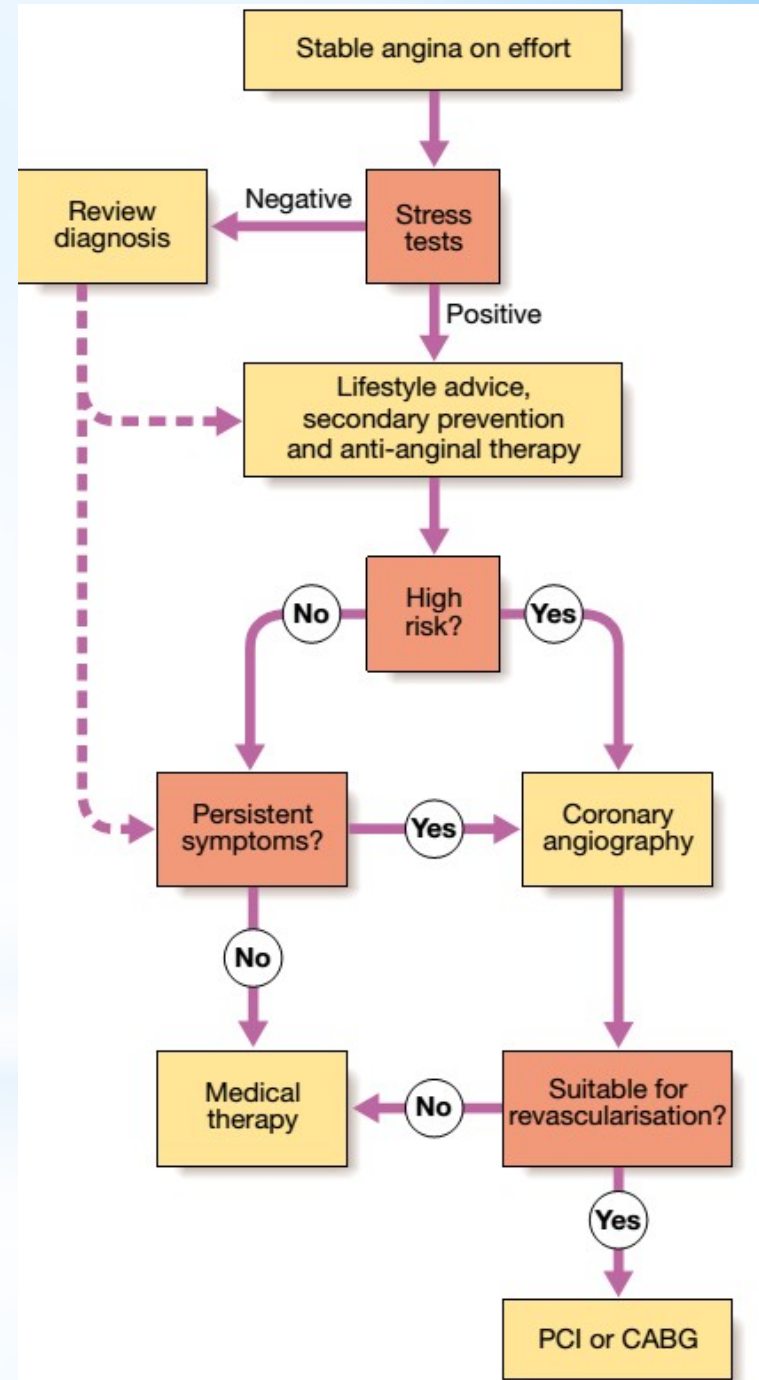 Stable angina on effort
Review
diagnosis
Negative
Stress
tests
Positive
Lifestyle advice,
secondary prevention
and anti-anginal therapy
No
High
risk?
Yes
Persistent
symptoms?
Yes
Coronary
angiography
No
Medical
therapy
No
Suitable for
revascularisation?
Yes
PCI or CABG